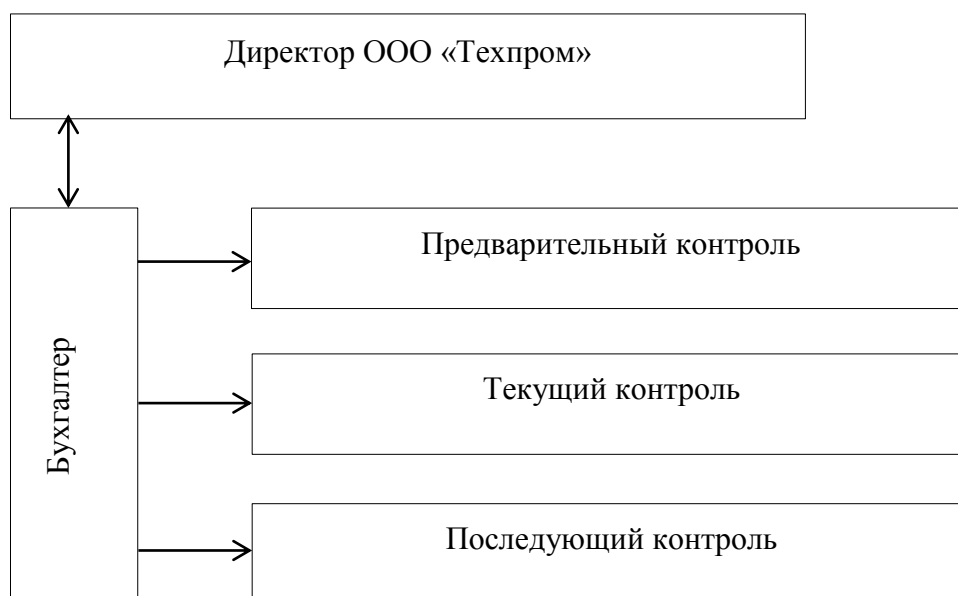 Директор ООО «Техпром»
Предварительный контроль
Текущий контроль
Бухгалтер
Последующий контроль